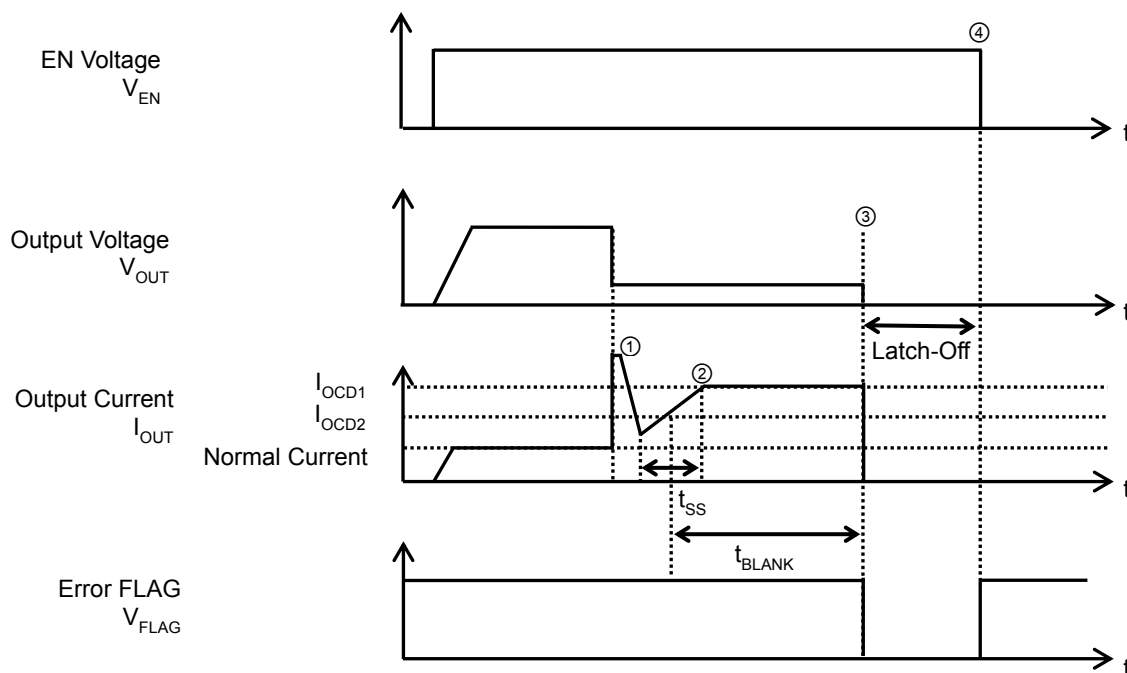 EN Voltage
V_EN
④
t
Output Voltage
V_OUT
③
t
Latch-Off
Output Current
I_OUT
I_OCD1
I_OCD2
Normal Current
①
②
t_SS
t
t_BLANK
Error FLAG
V_FLAG
t